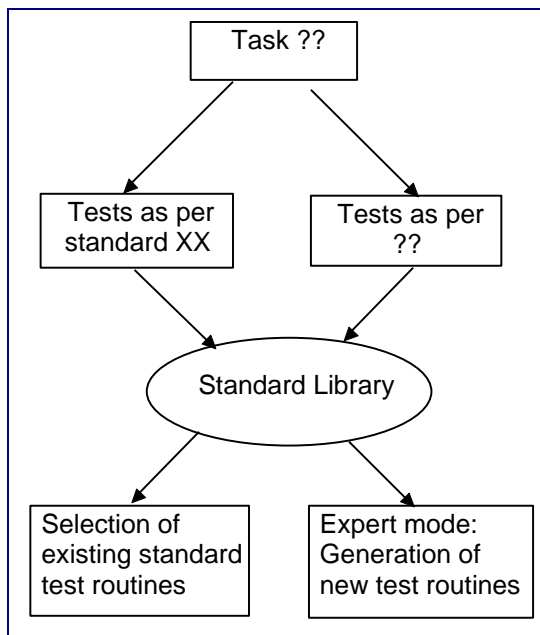 Task ??
Tests as per
standard XX
Tests as per
??
Standard Library
Selection of
existing standard
test routines
Expert mode:
Generation of
new test routines